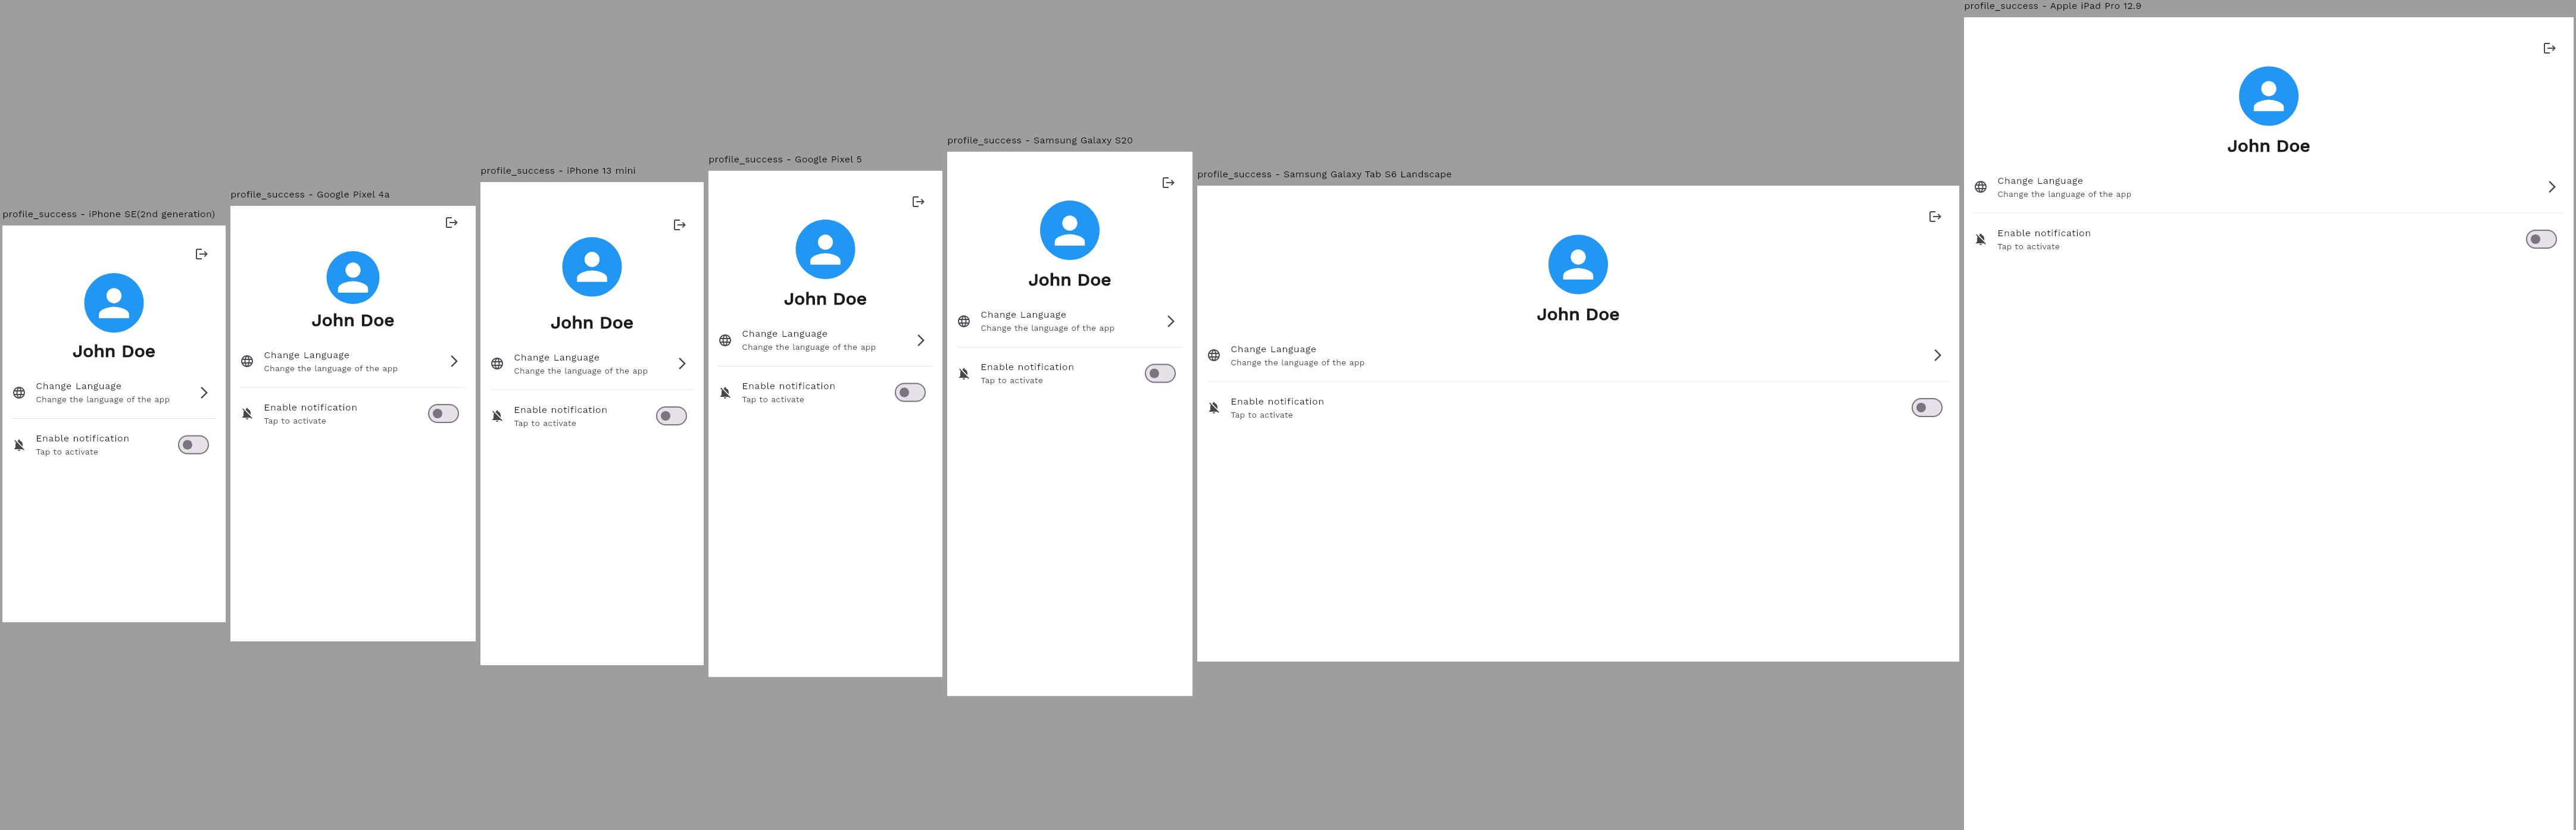 profile_success - iPhone SE(2nd generation)
John Doe
Change Language
Change the language of the app
Enable notification
Tap to activate
profile_success - Google Pixel 4a
John Doe
Change Language
Change the language of the app
Enable notification
Tap to activate
profile_success - iPhone 13 mini
John Doe
Change Language
Change the language of the app
Enable notification
Tap to activate
profile_success - Google Pixel 5
John Doe
Change Language
Change the language of the app
Enable notification
Tap to activate
profile_success - Samsung Galaxy S20
John Doe
Change Language
Change the language of the app
Enable notification
Tap to activate
profile_success - Samsung Galaxy Tab S6 Landscape
John Doe
Change Language
Change the language of the app
Enable notification
Tap to activate
profile_success - Apple iPad Pro 12.9
John Doe
Change Language
Change the language of the app
Enable notification
Tap to activate